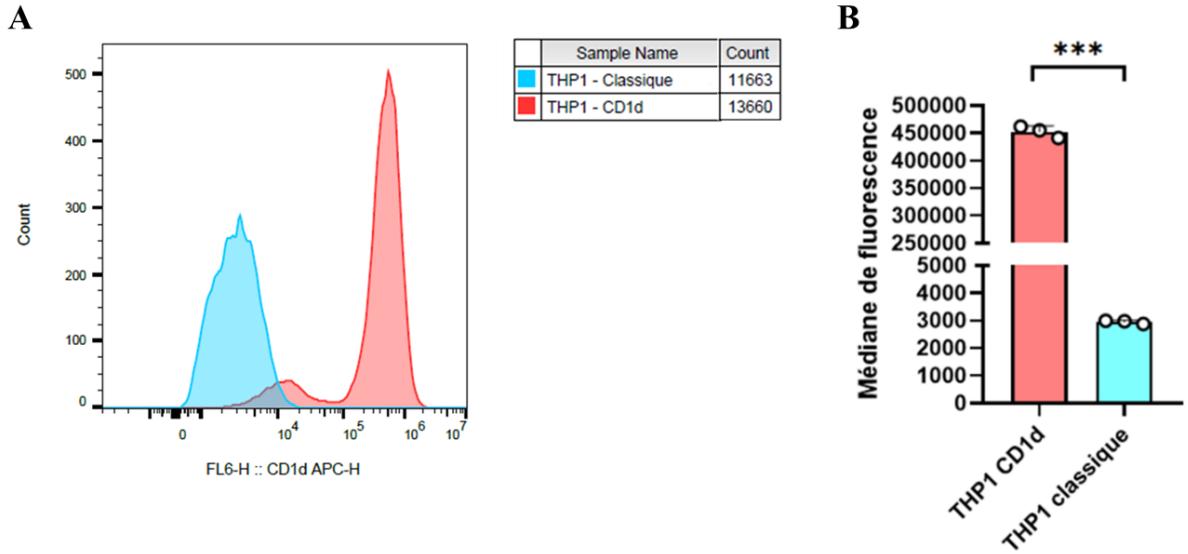 A
Sample Name Count
THP1 - Classique 11663
THP1 - CD1d 13660
500
400
300
200
100
0
Count
0 10^4 10^5 10^6 10^7
FL6-H :: CD1d APC-H
B
***
Médiane de fluorescence
500000
450000
400000
350000
300000
250000
5000
4000
3000
2000
1000
0
THP1 CD1d
THP1 classique